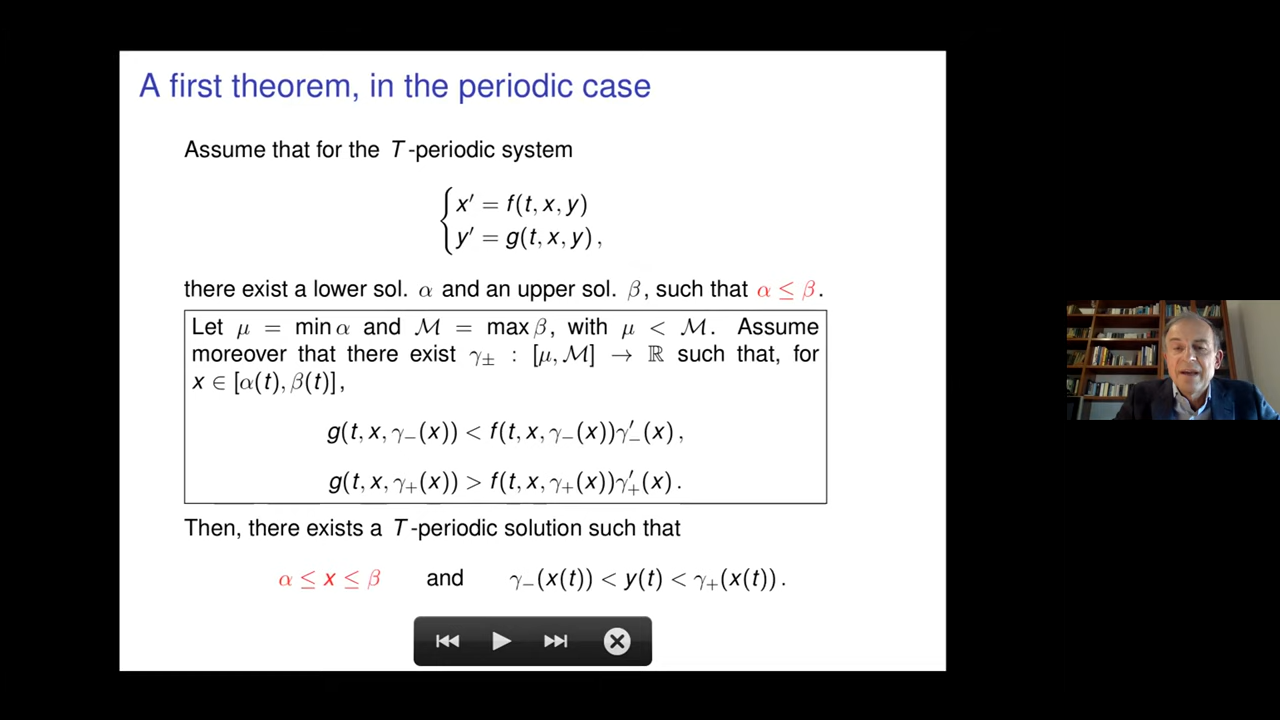 A first theorem, in the periodic case
Assume that for the T-periodic system
x′ = f(t, x, y)
y′ = g(t, x, y) ,
there exist a lower sol. α and an upper sol. β, such that α ≤ β.
Let μ = min α and ℳ = max β, with μ < ℳ. Assume
moreover that there exist γ± : [μ, ℳ] → ℝ such that, for
x ∈ [α(t), β(t)],
g(t, x, γ₋(x)) < f(t, x, γ₋(x))γ′₋(x) ,
g(t, x, γ₊(x)) > f(t, x, γ₊(x))γ′₊(x) .
Then, there exists a T-periodic solution such that
α ≤ x ≤ β and γ₋(x(t)) < y(t) < γ₊(x(t)) .